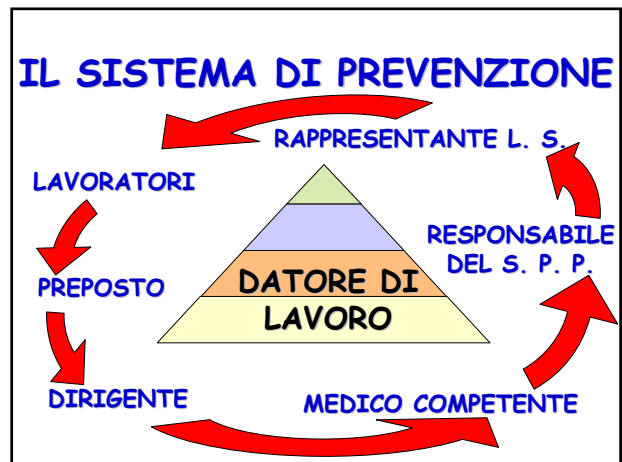 IL SISTEMA DI PREVENZIONE
RAPPRESENTANTE L. S.
LAVORATORI
RESPONSABILE
DEL S. P. P.
PREPOSTO
DATORE DI
LAVORO
DIRIGENTE
MEDICO COMPETENTE